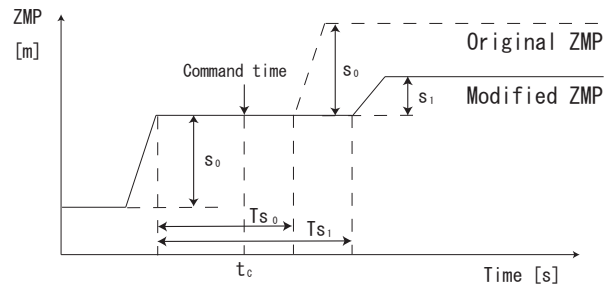 ZMP
[m]
Original ZMP
Command time
s₀
Modified ZMP
s₁
s₀
Ts₀
Ts₁
t꜀
Time [s]